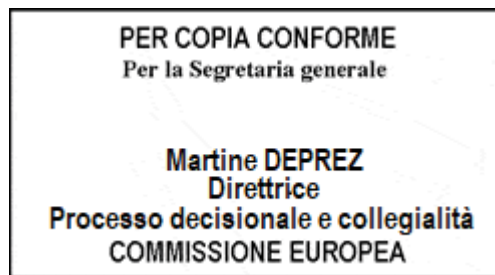 PER COPIA CONFORME
Per la Segretaria generale
Martine DEPREZ
Direttrice
Processo decisionale e collegialità
COMMISSIONE EUROPEA